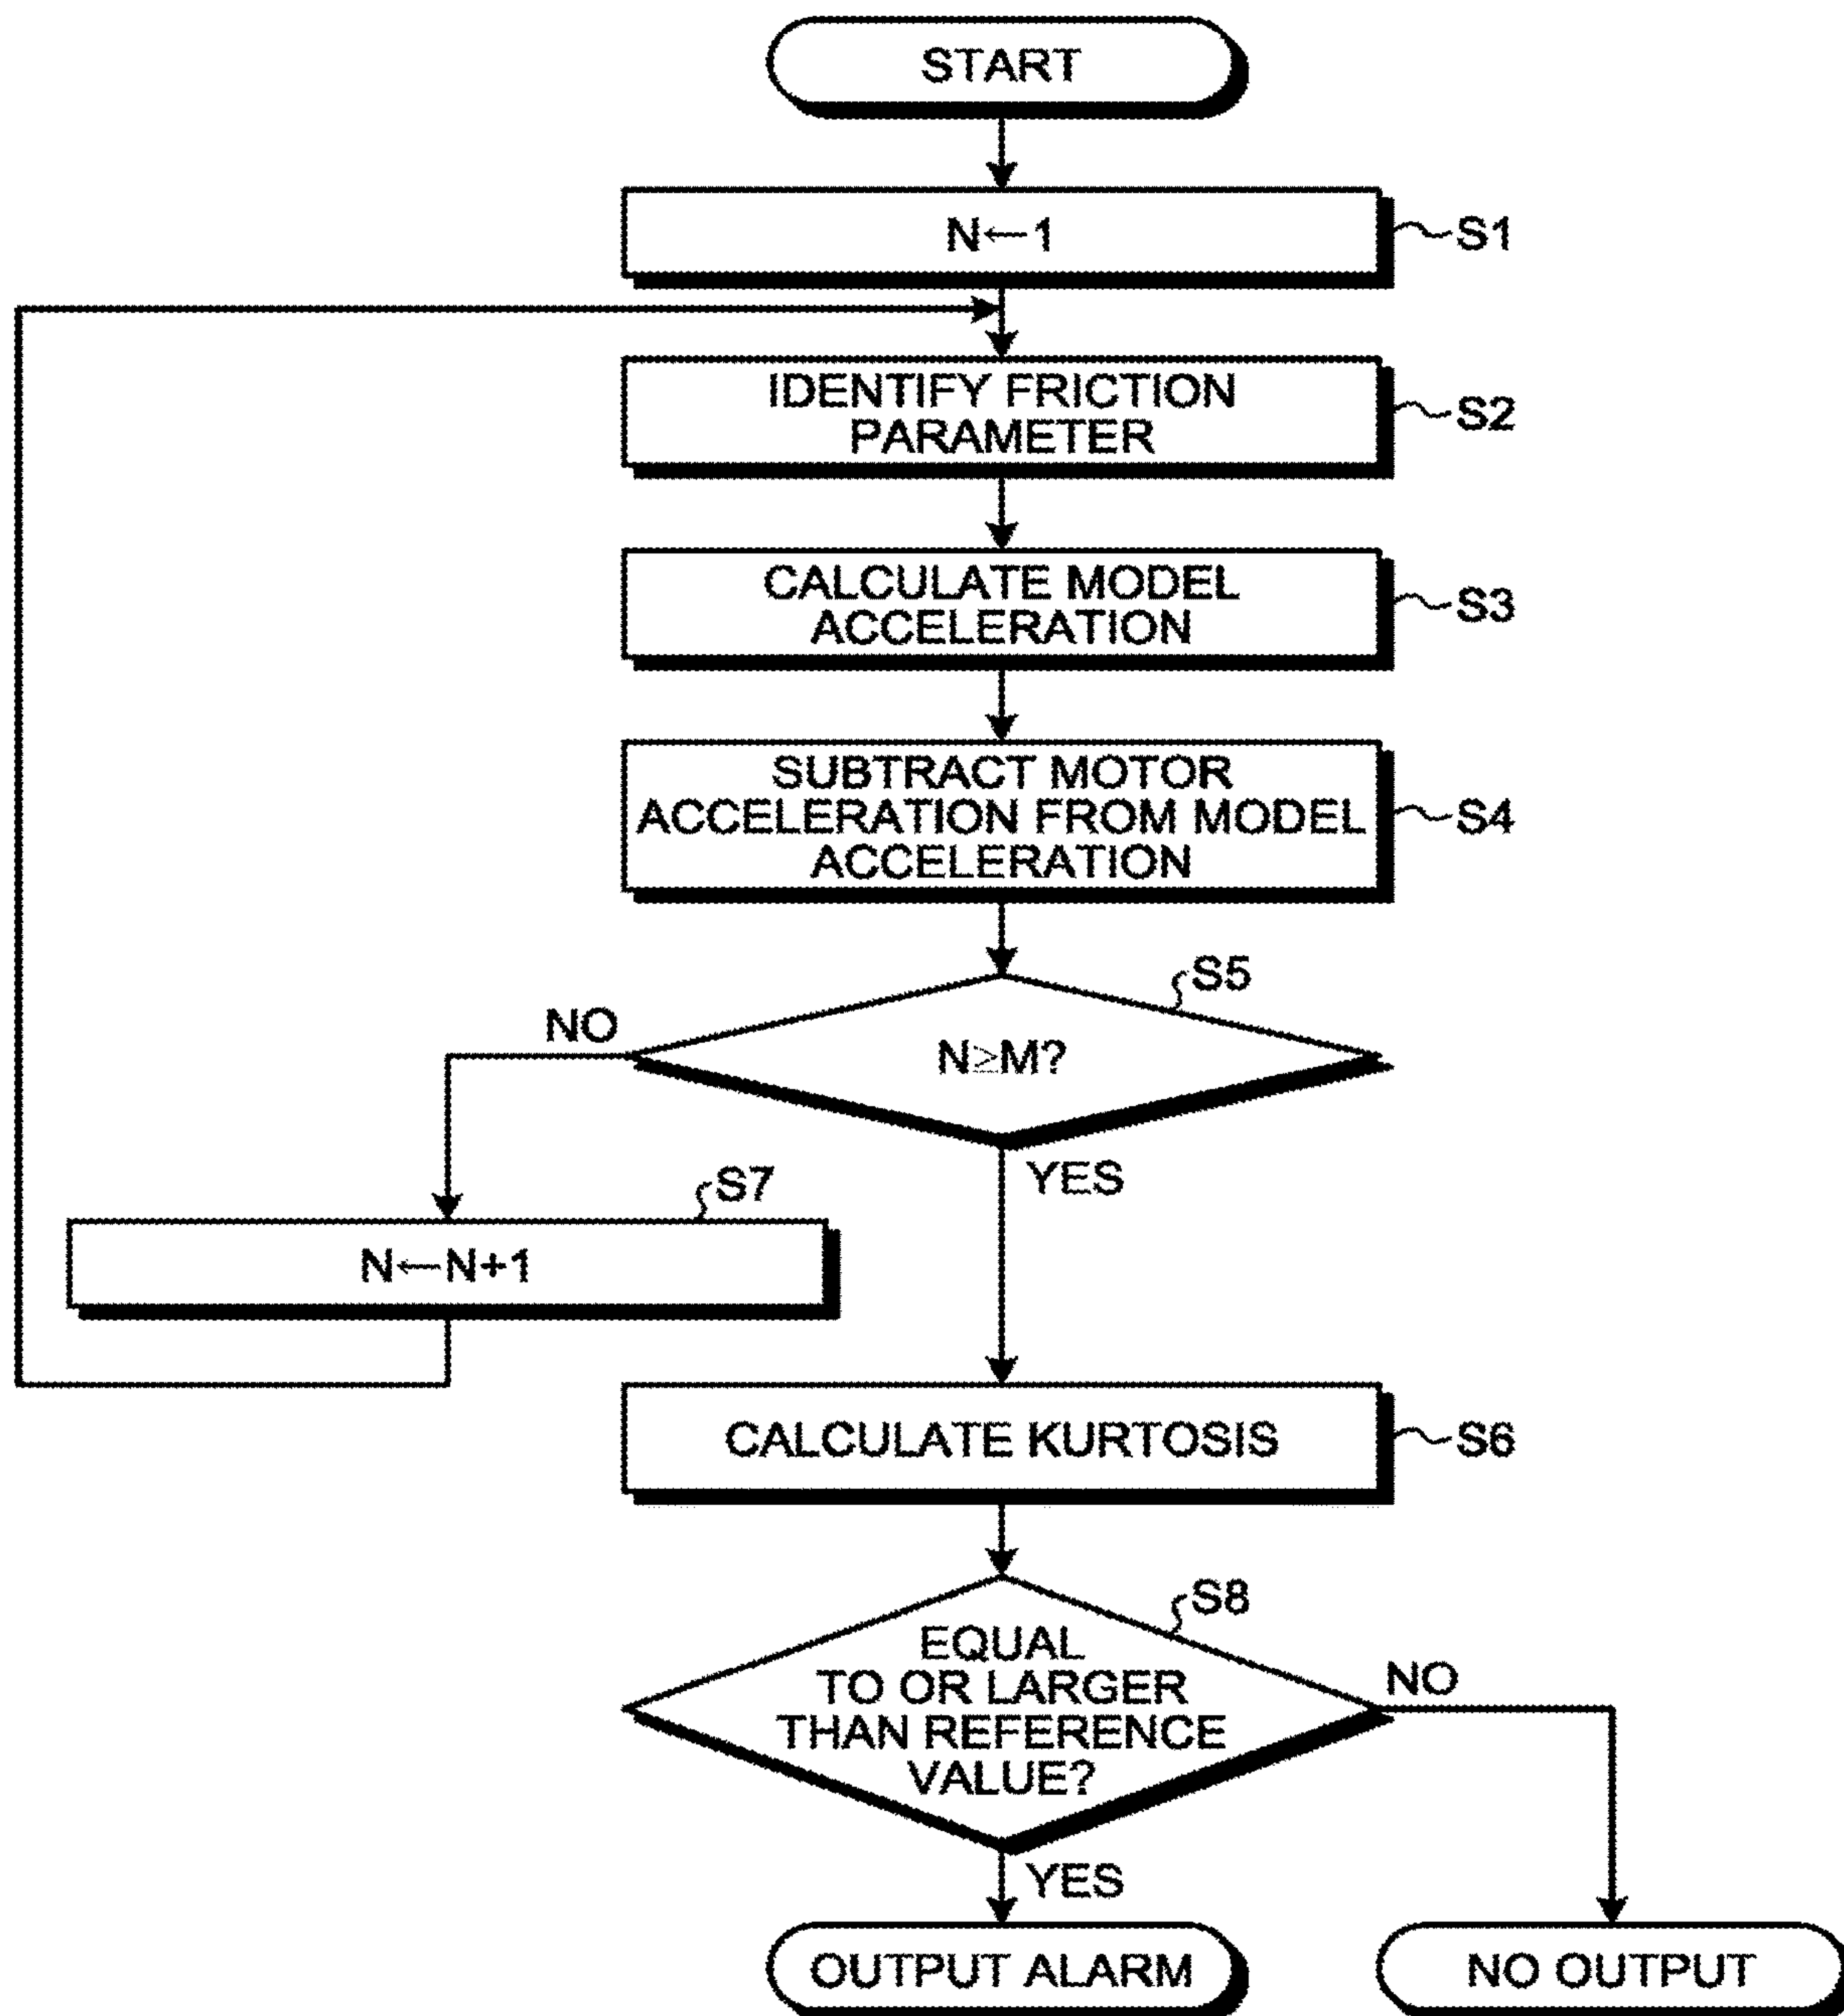 START
N←1
S1
IDENTIFY FRICTION
PARAMETER
S2
CALCULATE MODEL
ACCELERATION
S3
SUBTRACT MOTOR
ACCELERATION FROM MODEL
ACCELERATION
S4
S5
NO
N≥M?
YES
S7
N←N+1
CALCULATE KURTOSIS
S6
S8
EQUAL
TO OR LARGER
THAN REFERENCE
VALUE?
NO
YES
OUTPUT ALARM
NO OUTPUT